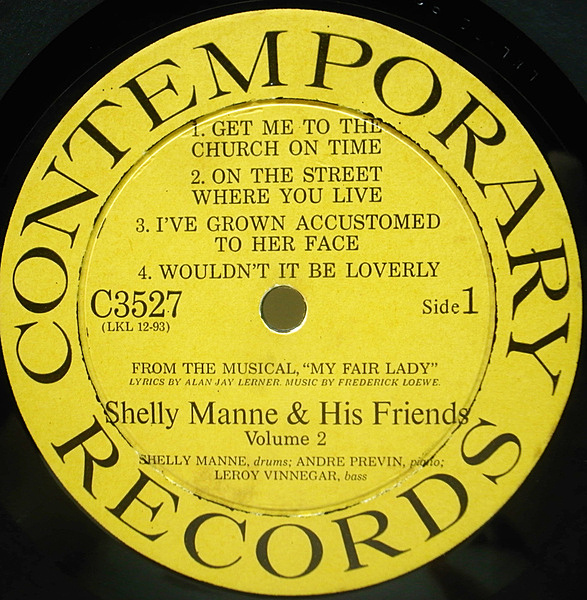 CONTEMPORARY
1. GET ME TO THE
CHURCH ON TIME
2. ON THE STREET
WHERE YOU LIVE
3. I'VE GROWN ACCUSTOMED
TO HER FACE
4. WOULDN'T IT BE LOVERLY
C3527
Side 1
(LKL 12-93)
FROM THE MUSICAL, "MY FAIR LADY"
LYRICS BY ALAN JAY LERNER. MUSIC BY FREDERICK LOEWE.
Shelly Manne & His Friends
Volume 2
SHELLY MANNE, drums; ANDRE PREVIN, piano;
LEROY VINNEGAR, bass
RECORDS